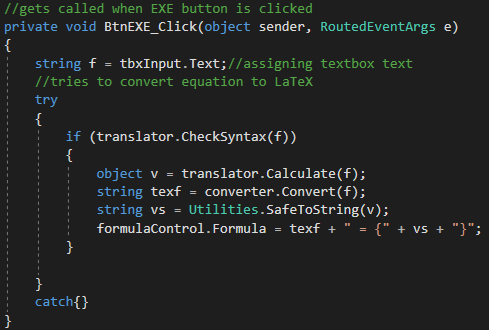 //gets called when EXE button is clicked
private void BtnEXE_Click(object sender, RoutedEventArgs e)
{
    string f = tbxInput.Text;//assigning textbox text
    //tries to convert equation to LaTeX
    try
    {
        if (translator.CheckSyntax(f))
        {
            object v = translator.Calculate(f);
            string texf = converter.Convert(f);
            string vs = Utilities.SafeToString(v);
            formulaControl.Formula = texf + " = {" + vs + "}";
        }

    }
    catch{}
}